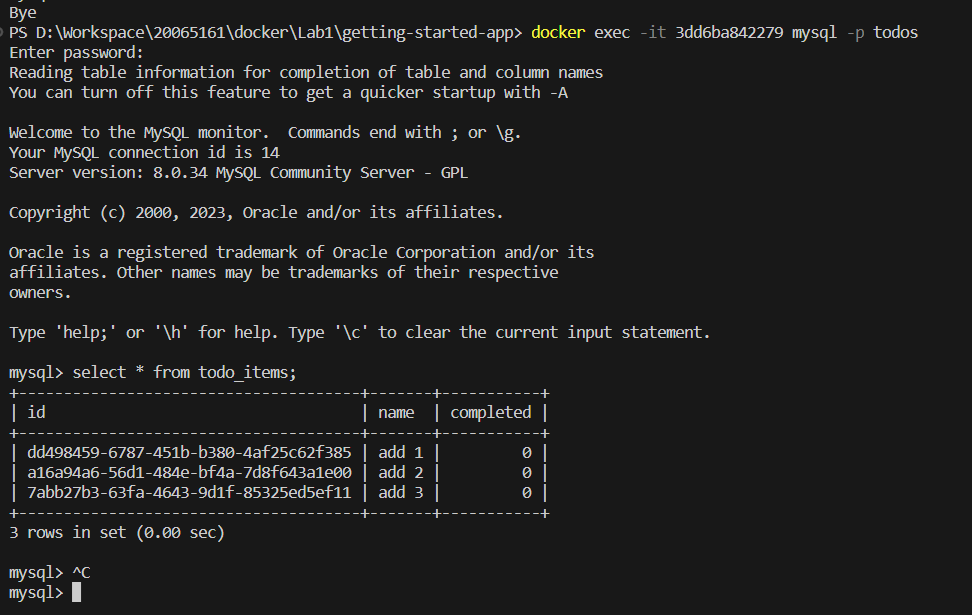 Bye
PS D:\Workspace\20065161\docker\Lab1\getting-started-app> docker exec -it 3dd6ba842279 mysql -p todos
Enter password:
Reading table information for completion of table and column names
You can turn off this feature to get a quicker startup with -A
Welcome to the MySQL monitor.  Commands end with ; or \g.
Your MySQL connection id is 14
Server version: 8.0.34 MySQL Community Server - GPL
Copyright (c) 2000, 2023, Oracle and/or its affiliates.
Oracle is a registered trademark of Oracle Corporation and/or its
affiliates. Other names may be trademarks of their respective
owners.
Type 'help;' or '\h' for help. Type '\c' to clear the current input statement.
mysql> select * from todo_items;
+--------------------------------------+-------+-----------+
| id                                   | name  | completed |
+--------------------------------------+-------+-----------+
| dd498459-6787-451b-b380-4af25c62f385 | add 1 |         0 |
| a16a94a6-56d1-484e-bf4a-7d8f643a1e00 | add 2 |         0 |
| 7abb27b3-63fa-4643-9d1f-85325ed5ef11 | add 3 |         0 |
+--------------------------------------+-------+-----------+
3 rows in set (0.00 sec)
mysql> ^C
mysql>